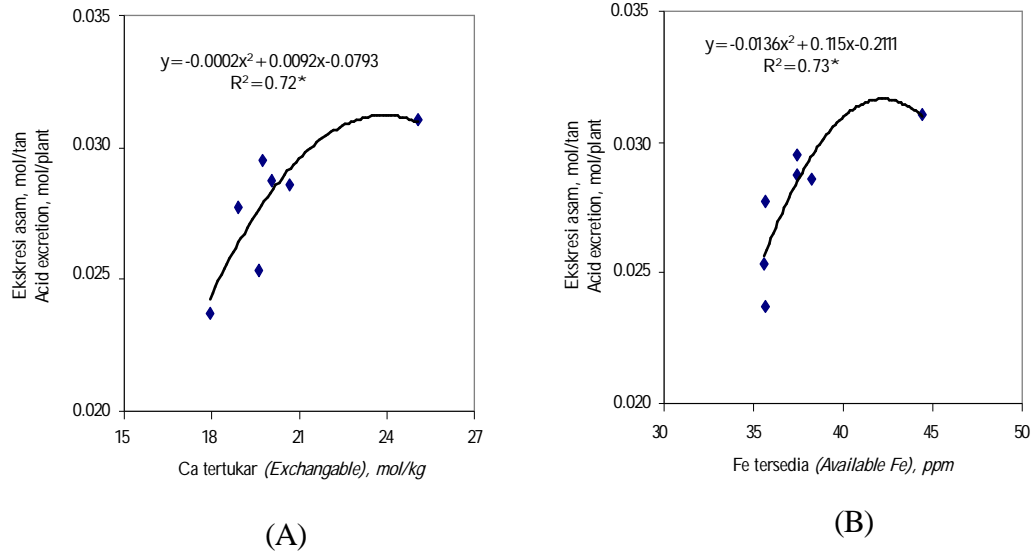 0.035
y=-0.0002x²+0.0092x-0.0793
R²=0.72*
0.030
Ekskresi asam, mol/tan
Acid excretion, mol/plant
0.025
0.020
15
18
21
24
27
Ca tertukar (Exchangable), mol/kg
(A)
0.035
y=-0.0136x²+0.115x-0.2111
R²=0.73*
0.030
Ekskresi asam, mol/tan
Acid excretion, mol/plant
0.025
0.020
30
35
40
45
50
Fe tersedia (Available Fe), ppm
(B)